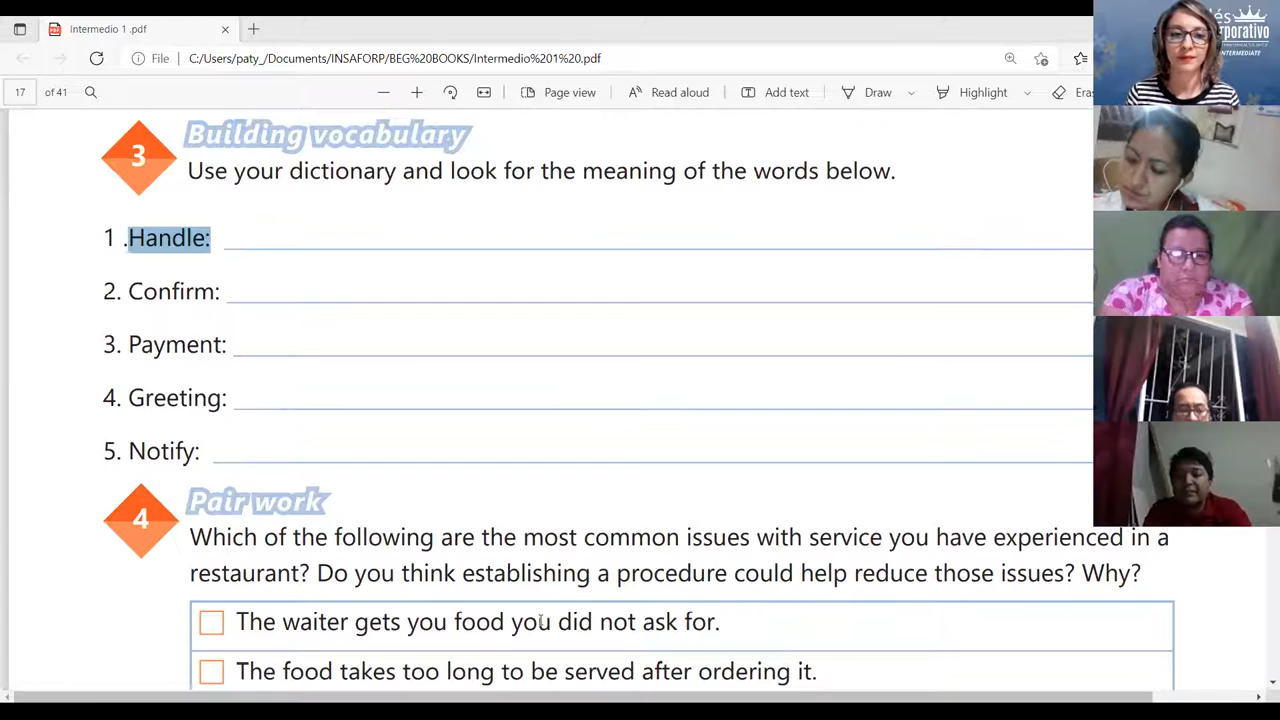 Intermedio 1 .pdf
File
C:/Users/paty_/Documents/INSAFORP/BEG%20BOOKS/Intermedio%201%20.pdf
17 of 41
Page view
Read aloud
Add text
Draw
Highlight
Eras
és
rporativo
INTERMEDIATE
3
Building vocabulary
Use your dictionary and look for the meaning of the words below.
1 .Handle:
2. Confirm:
3. Payment:
4. Greeting:
5. Notify:
4
Pair work
Which of the following are the most common issues with service you have experienced in a
restaurant? Do you think establishing a procedure could help reduce those issues? Why?
The waiter gets you food you did not ask for.
The food takes too long to be served after ordering it.